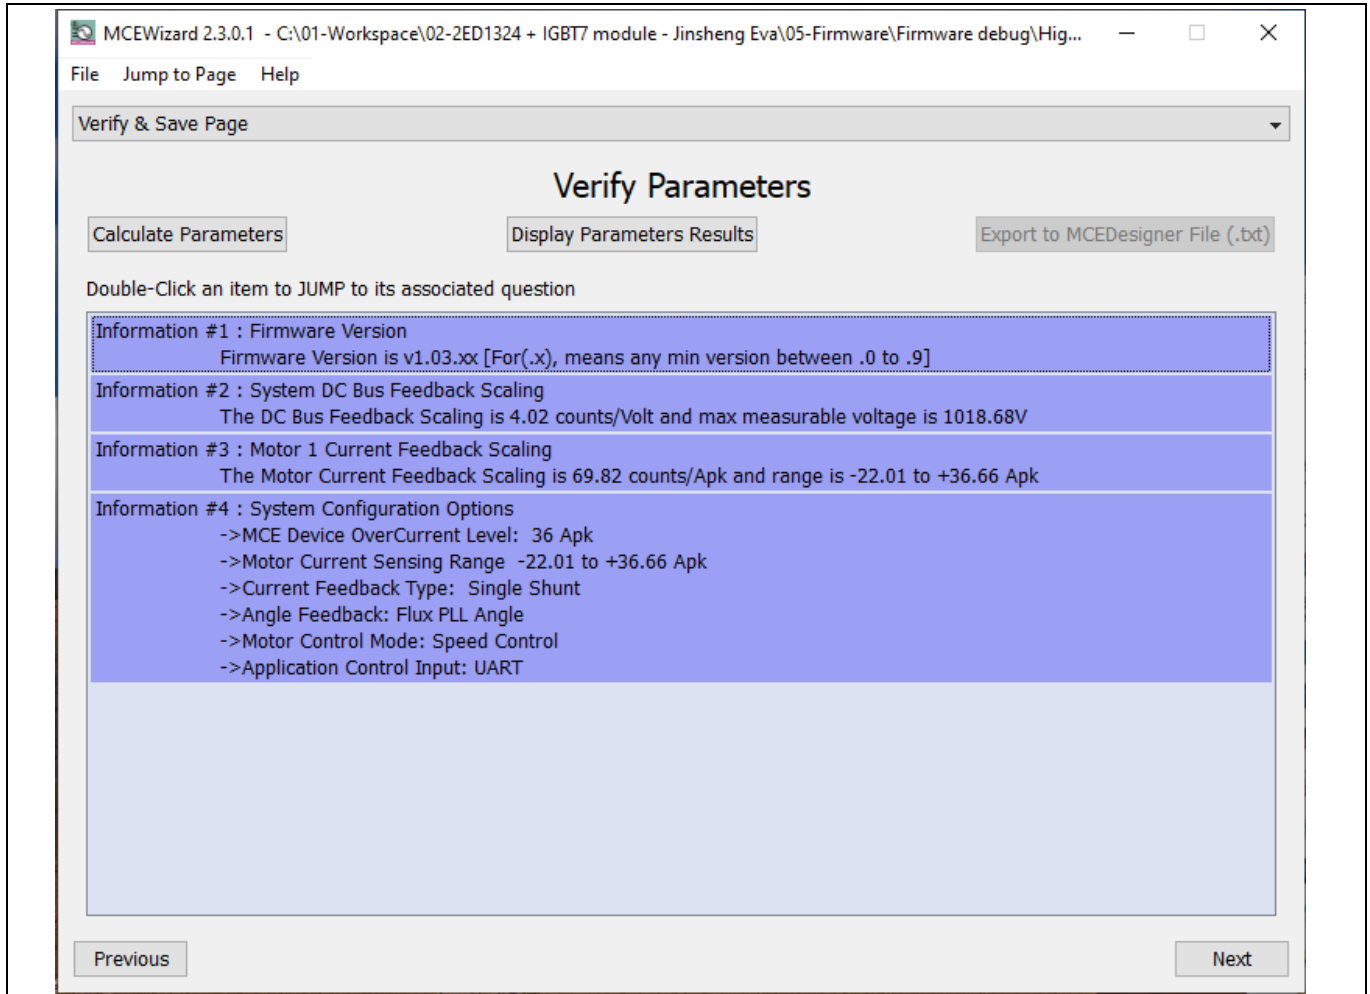 MCEWizard 2.3.0.1 - C:\01-Workspace\02-2ED1324 + IGBT7 module - Jinsheng Eva\05-Firmware\Firmware debug\Hig...
File Jump to Page Help
Verify & Save Page
Verify Parameters
Calculate Parameters Display Parameters Results Export to MCEDesigner File (.txt)
Double-Click an item to JUMP to its associated question
Information #1 : Firmware Version
Firmware Version is v1.03.xx [For(.x), means any min version between .0 to .9]
Information #2 : System DC Bus Feedback Scaling
The DC Bus Feedback Scaling is 4.02 counts/Volt and max measurable voltage is 1018.68V
Information #3 : Motor 1 Current Feedback Scaling
The Motor Current Feedback Scaling is 69.82 counts/Apk and range is -22.01 to +36.66 Apk
Information #4 : System Configuration Options
->MCE Device OverCurrent Level: 36 Apk
->Motor Current Sensing Range -22.01 to +36.66 Apk
->Current Feedback Type: Single Shunt
->Angle Feedback: Flux PLL Angle
->Motor Control Mode: Speed Control
->Application Control Input: UART
Previous Next